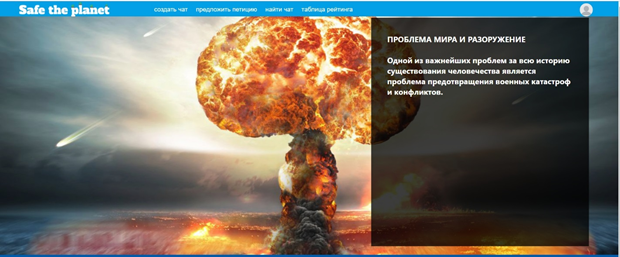 Safe the planet
создать чат предложить петицию найти чат таблица рейтинга
ПРОБЛЕМА МИРА И РАЗОРУЖЕНИЕ
Одной из важнейших проблем за всю историю
существования человечества является
проблема предотвращения военных катастроф
и конфликтов.